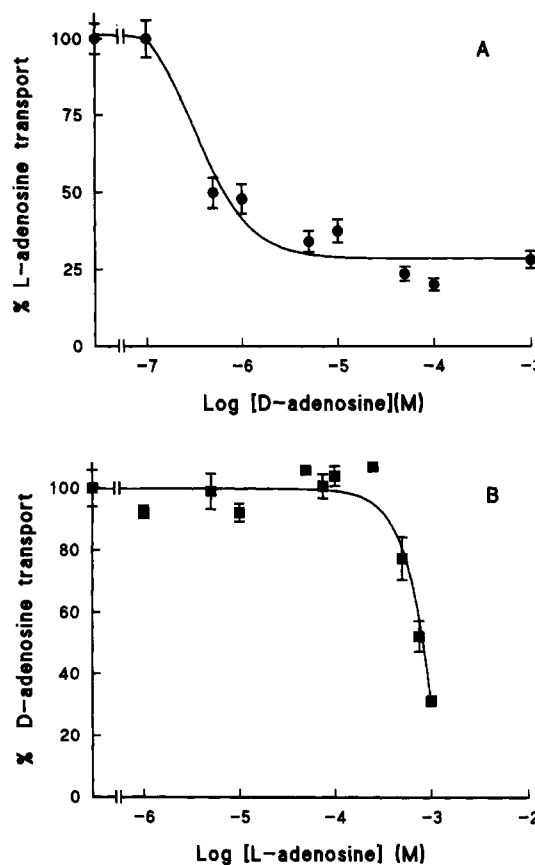 A
% L-adenosine transport
100
75
50
25
0
-7 -6 -5 -4 -3
Log [D-adenosine](M)
B
% D-adenosine transport
100
80
60
40
20
0
-6 -5 -4 -3 -2
Log [L-adenosine] (M)